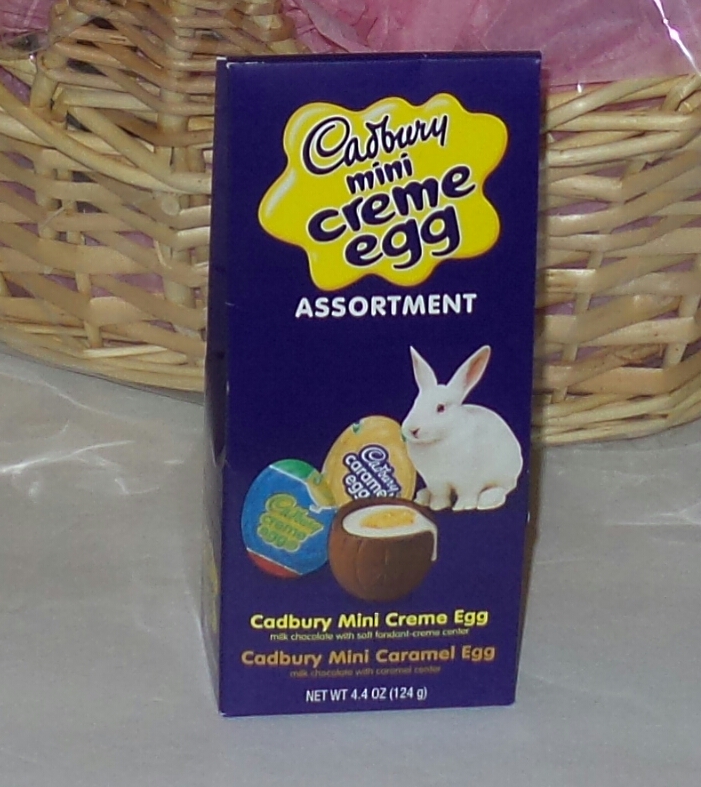 Cadbury
mini
creme
egg
ASSORTMENT
Cadbury
caramel
egg
Cadbury
creme
eggs
Cadbury Mini Creme Egg
milk chocolate with soft fondant-creme center
Cadbury Mini Caramel Egg
milk chocolate with caramel center
NET WT 4.4 OZ (124 g)